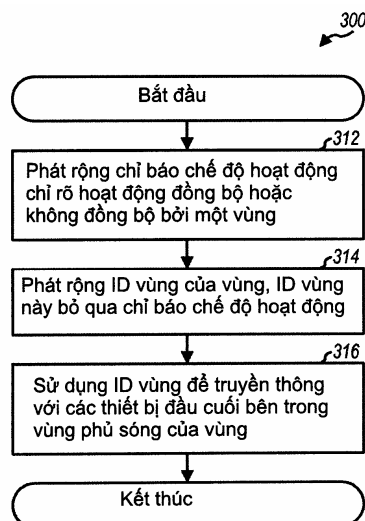 300
Bắt đầu
312
Phát rộng chỉ báo chế độ hoạt động
chỉ rõ hoạt động đồng bộ hoặc
không đồng bộ bởi một vùng
314
Phát rộng ID vùng của vùng, ID vùng
này bỏ qua chỉ báo chế độ hoạt động
316
Sử dụng ID vùng để truyền thông
với các thiết bị đầu cuối bên trong
vùng phủ sóng của vùng
Kết thúc